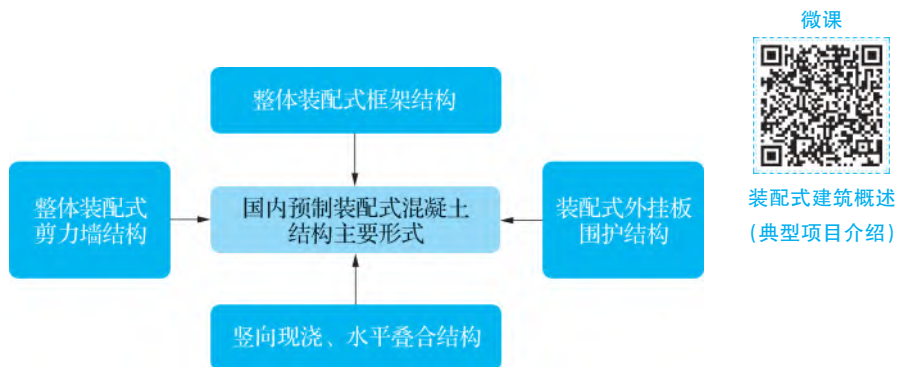 微课
整体装配式框架结构
整体装配式
剪力墙结构
国内预制装配式混凝土
结构主要形式
装配式外挂板
围护结构
装配式建筑概述
(典型项目介绍)
竖向现浇、水平叠合结构